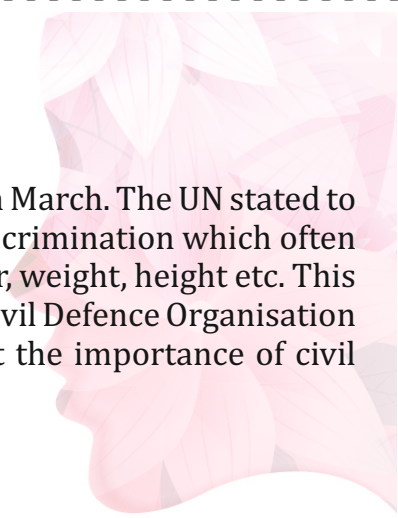 March. The UN stated to
crimination which often
, weight, height etc. This
vil Defence Organisation
the importance of civil